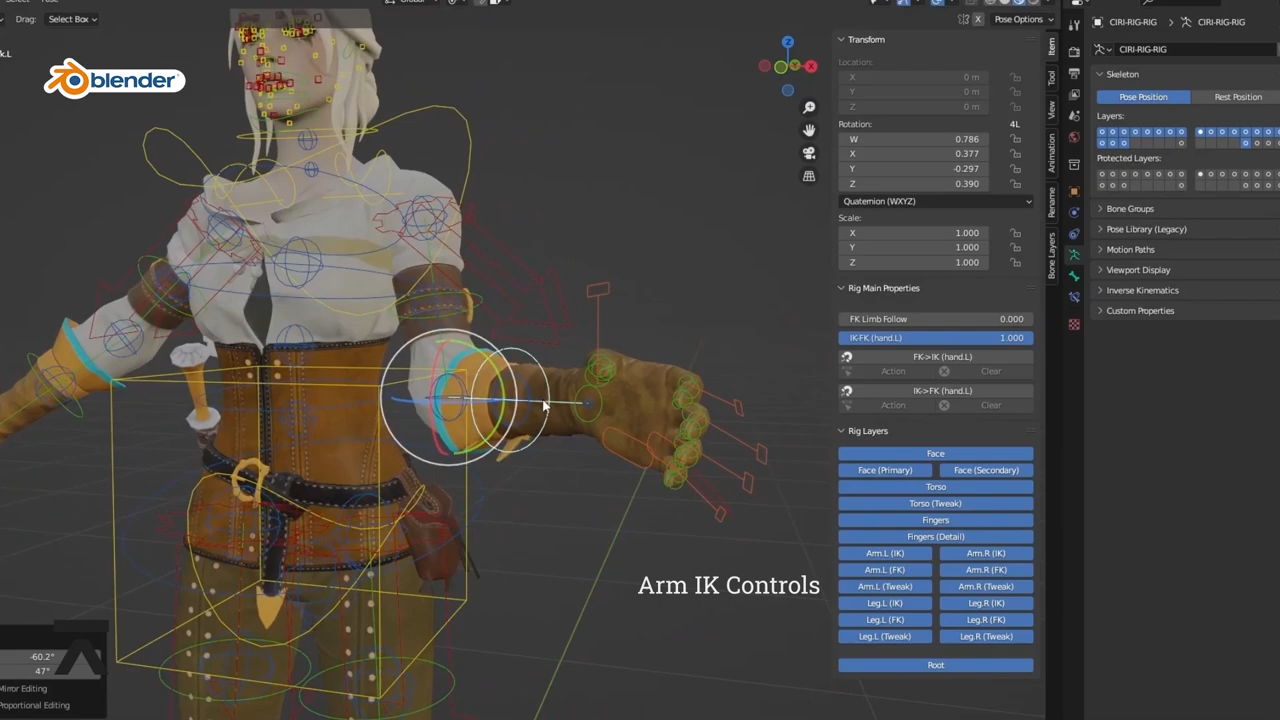 Global
Drag: Select Box
Pose Options
k.L
blender
Transform
Location:
X 0 m
Y 0 m
Z 0 m
Rotation: 4L
W 0.786
X 0.377
Y -0.297
Z 0.390
Quaternion (WXYZ)
Scale:
X 1.000
Y 1.000
Z 1.000
Rig Main Properties
FK Limb Follow 0.000
IK-FK (hand.L) 1.000
FK->IK (hand.L)
Action Clear
IK->FK (hand.L)
Action Clear
Rig Layers
Face
Face (Primary) Face (Secondary)
Torso
Torso (Tweak)
Fingers
Fingers (Detail)
Arm.L (IK) Arm.R (IK)
Arm.L (FK) Arm.R (FK)
Arm.L (Tweak) Arm.R (Tweak)
Leg.L (IK) Leg.R (IK)
Leg.L (FK) Leg.R (FK)
Leg.L (Tweak) Leg.R (Tweak)
Root
Item
Tool
View
Animation
Rename
Bone Layers
CIRI-RIG-RIG > CIRI-RIG-RIG
CIRI-RIG-RIG
Skeleton
Pose Position Rest Position
Layers:
Protected Layers:
Bone Groups
Pose Library (Legacy)
Motion Paths
Viewport Display
Inverse Kinematics
Custom Properties
X
Z
Y
X
Arm IK Controls
-60.2°
47°
Mirror Editing
Proportional Editing